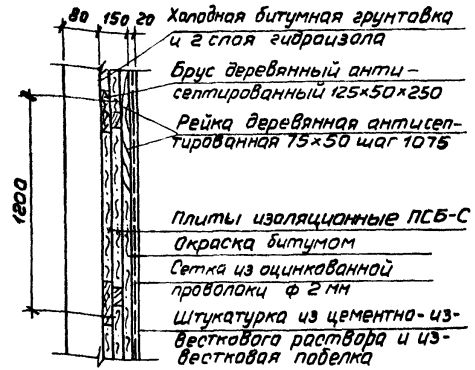 80 150 20
Холодная битумная грунтовка
и 2 слоя гидраизола
Брус деревянный анти-
септированный 125×50×250
Рейка деревянная антисеп-
тированная 75×50 шаг 1075
1200
Плиты изоляционные ПСБ-С
Окраска битумом
Сетка из оцинкованной
проволаки ф 2 мм
Штукатурка из цементно-из-
весткового раствора и из-
вестковая побелка